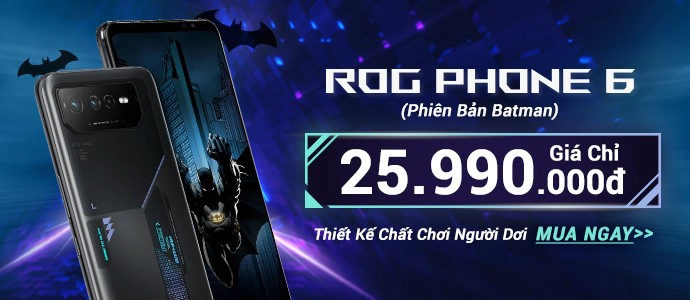 ROG PHONE 6
(Phiên Bản Batman)
Giá Chỉ
25.990.000đ
Thiết Kế Chất Chơi Người Dơi MUA NGAY>>